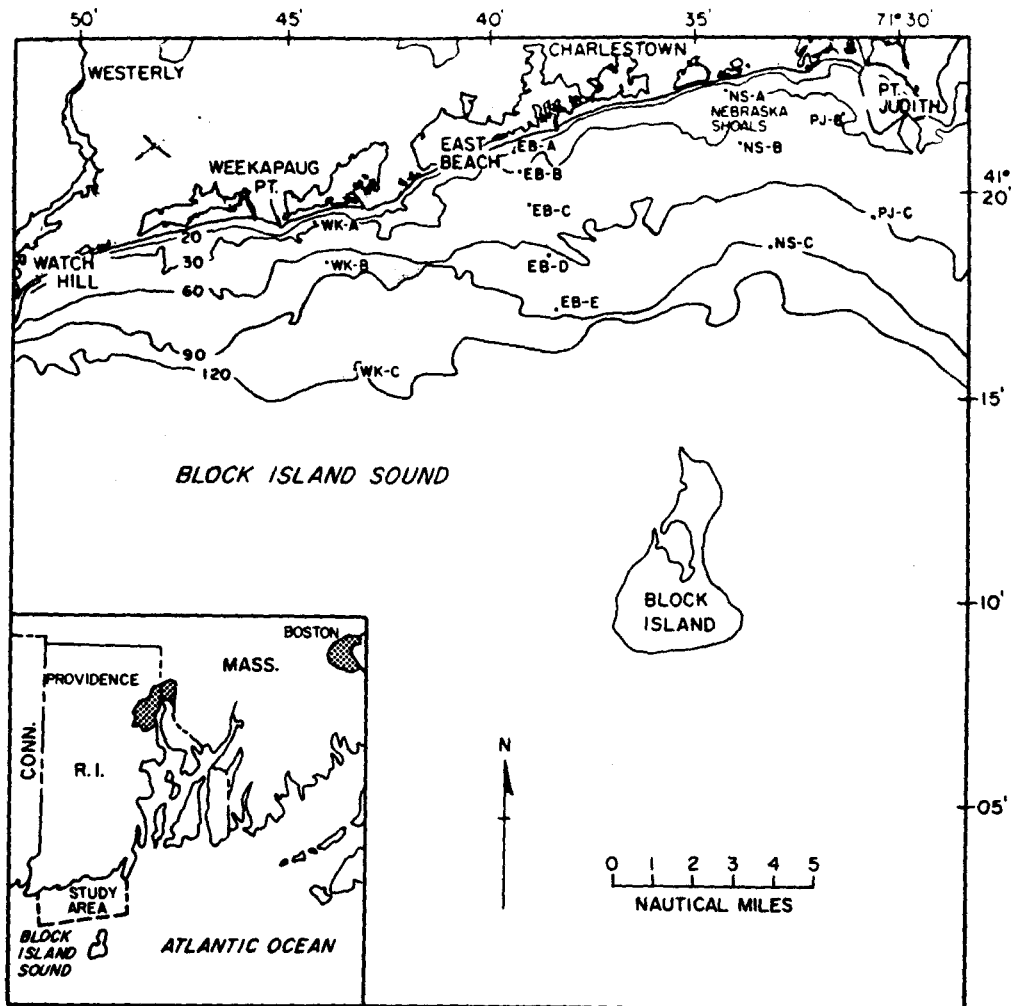 50' 45' 40' 35' 71° 30'
WESTERLY
CHARLESTOWN
NS-A
NEBRASKA
SHOALS
PT.
JUDITH
PJ-B
NS-B
EAST
BEACH
EB-A
EB-B
WEEKAPAUG
PT.
41°
20'
EB-C
PJ-C
WK-A
20
NS-C
30
WATCH
HILL
WK-B
EB-D
60
EB-E
90
120
WK-C
15'
BLOCK ISLAND SOUND
BLOCK
ISLAND
10'
BOSTON
MASS.
PROVIDENCE
CONN.
R.I.
N
05'
0 1 2 3 4 5
NAUTICAL MILES
STUDY
AREA
BLOCK
ISLAND
SOUND
ATLANTIC OCEAN